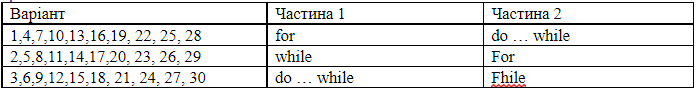 Варіант Частина 1 Частина 2
1,4,7,10,13,16,19, 22, 25, 28 for do … while
2,5,8,11,14,17,20, 23, 26, 29 while For
3,6,9,12,15,18, 21, 24, 27, 30 do … while Fhile